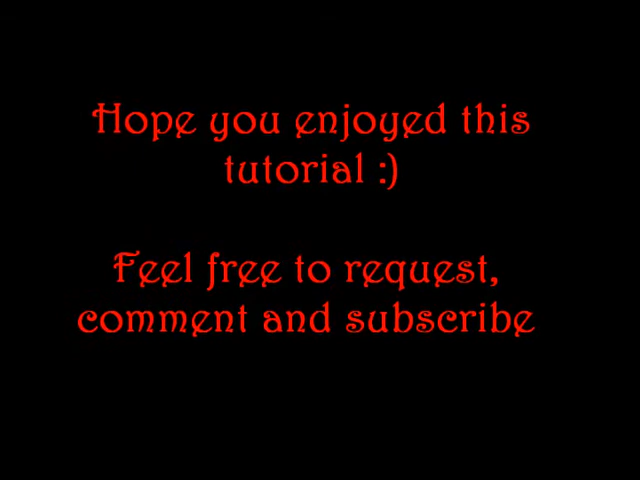 Hope you enjoyed this
tutorial :)
Feel free to request,
comment and subscribe